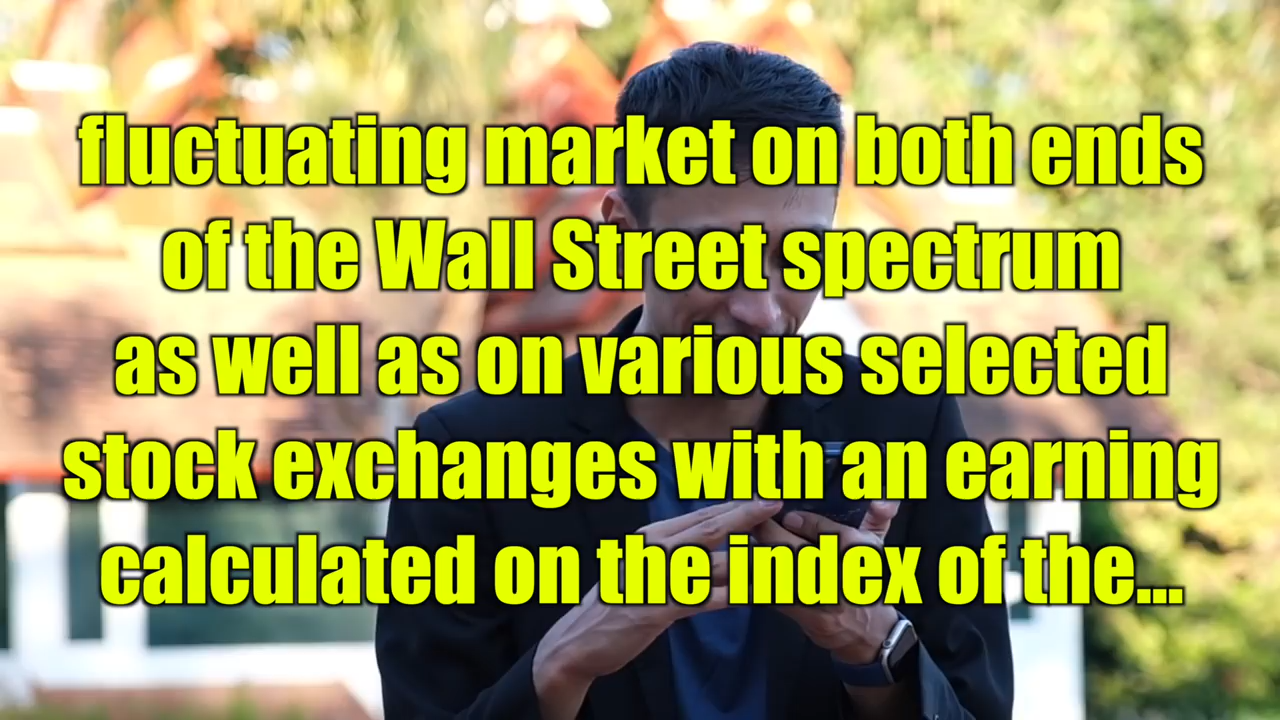 fluctuating market on both ends
of the Wall Street spectrum
as well as on various selected
stock exchanges with an earning
calculated on the index of the...